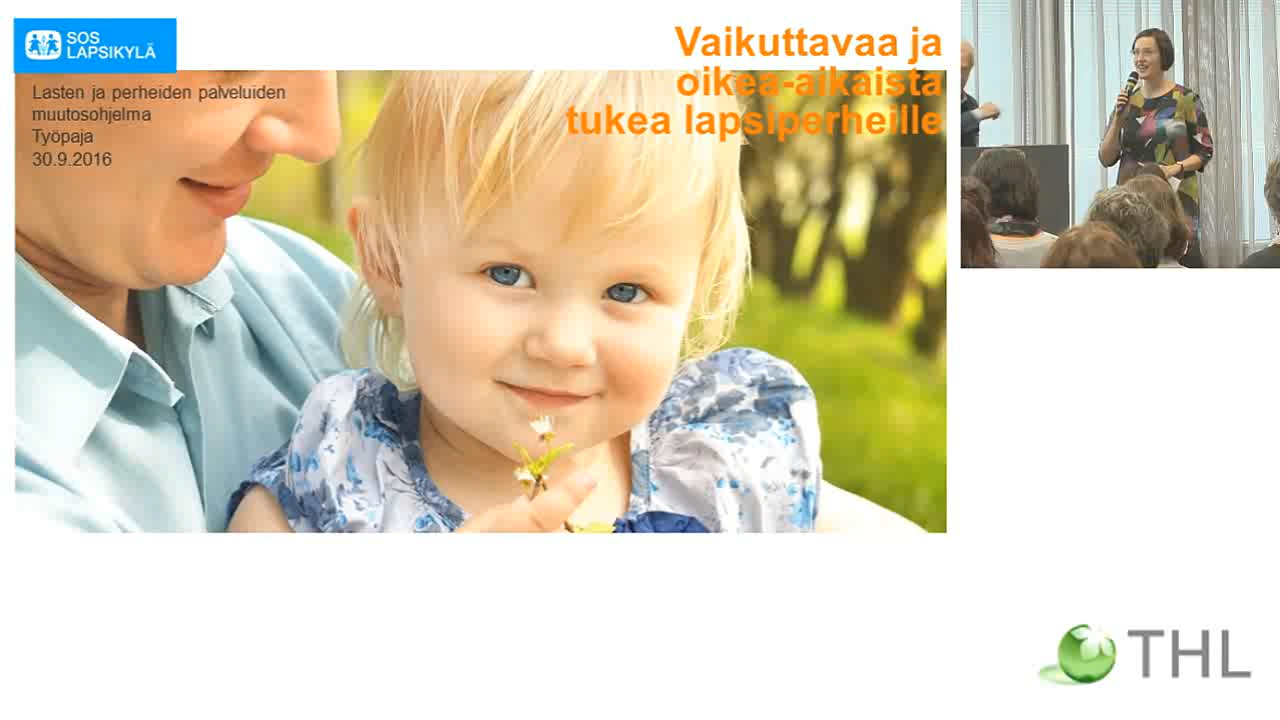 SOS
LAPSIKYLÄ
Lasten ja perheiden palveluiden
muutosohjelma
Työpaja
30.9.2016
Vaikuttavaa ja
oikea-aikaista
tukea lapsiperheille
THL